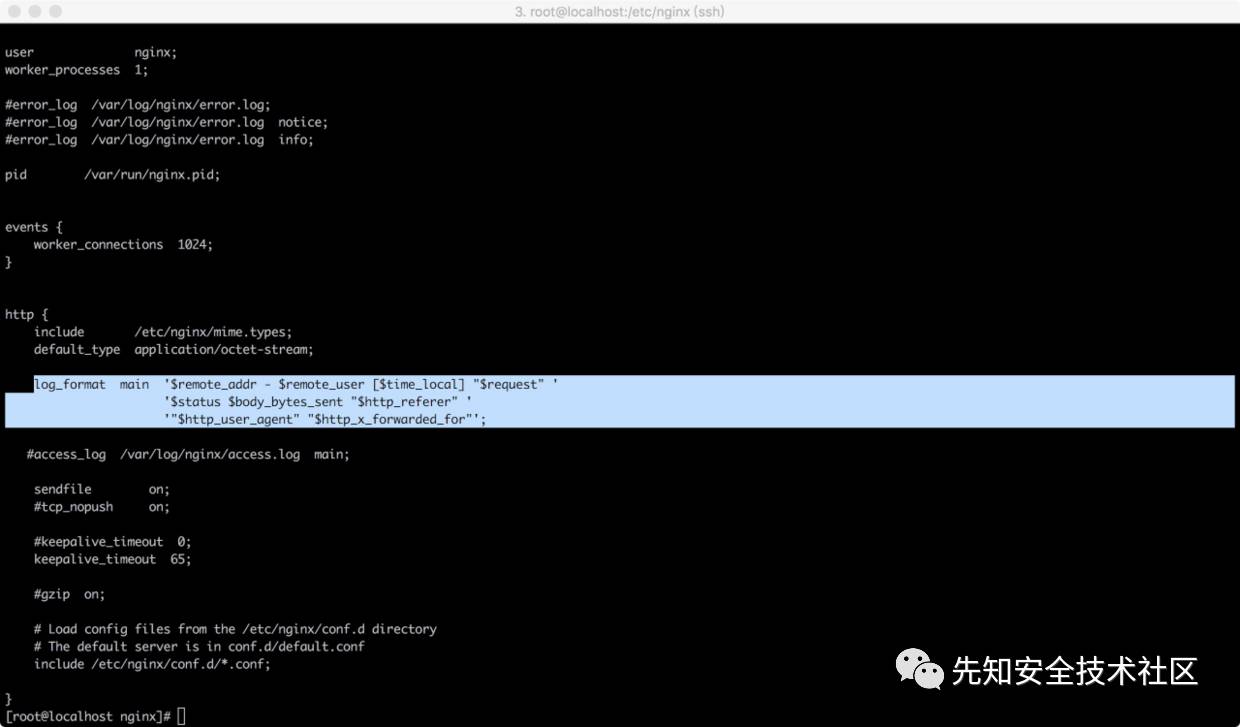 3. root@localhost:/etc/nginx (ssh)
user              nginx;
worker_processes  1;
#error_log  /var/log/nginx/error.log;
#error_log  /var/log/nginx/error.log  notice;
#error_log  /var/log/nginx/error.log  info;
pid        /var/run/nginx.pid;
events {
    worker_connections  1024;
}
http {
    include       /etc/nginx/mime.types;
    default_type  application/octet-stream;
    log_format  main  '$remote_addr - $remote_user [$time_local] "$request" '
                      '$status $body_bytes_sent "$http_referer" '
                      '"$http_user_agent" "$http_x_forwarded_for"';
   #access_log  /var/log/nginx/access.log  main;
    sendfile        on;
    #tcp_nopush     on;
    #keepalive_timeout  0;
    keepalive_timeout  65;
    #gzip  on;
    # Load config files from the /etc/nginx/conf.d directory
    # The default server is in conf.d/default.conf
    include /etc/nginx/conf.d/*.conf;
}
[root@localhost nginx]#
先知安全技术社区